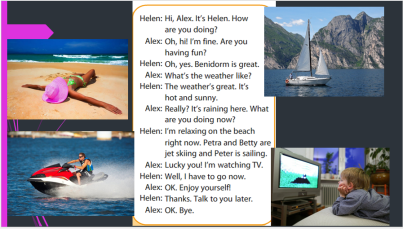 Helen: Hi, Alex. It's Helen. How
are you doing?
Alex: Oh, hi! I'm fine. Are you
having fun?
Helen: Oh, yes. Benidorm is great.
Alex: What's the weather like?
Helen: The weather's great. It's
hot and sunny.
Alex: Really? It's raining here. What
are you doing now?
Helen: I'm relaxing on the beach
right now. Petra and Betty are
jet skiing and Peter is sailing.
Alex: Lucky you! I'm watching TV.
Helen: Well, I have to go now.
Alex: OK. Enjoy yourself!
Helen: Thanks. Talk to you later.
Alex: OK. Bye.